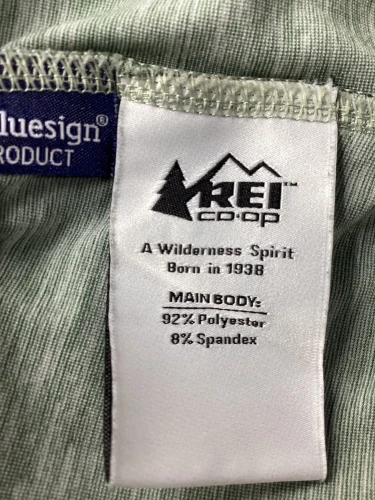 luesign®
RODUCT
REI™
co·op
A Wilderness Spirit
Born in 1938
MAIN BODY:
92% Polyester
8% Spandex